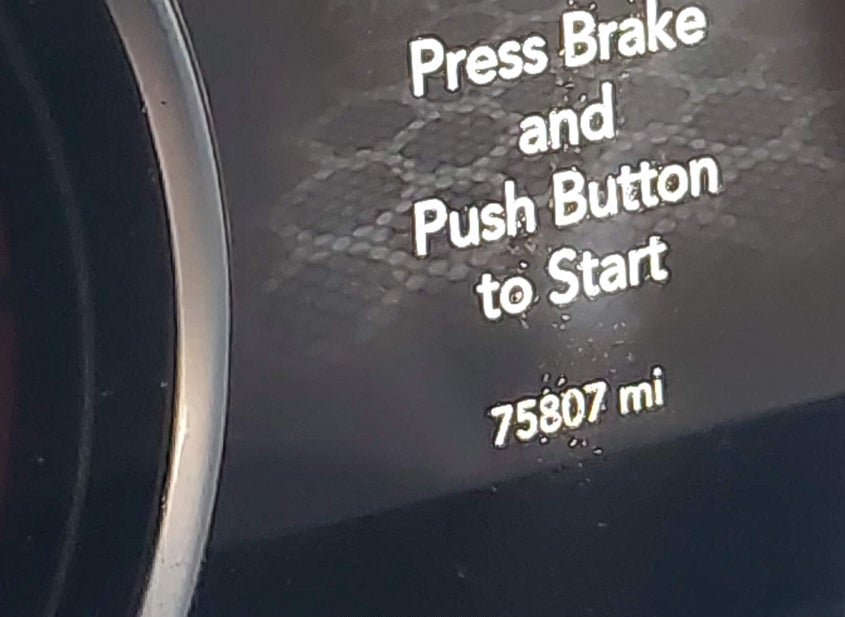 Press Brake
and
Push Button
to Start
75807 mi